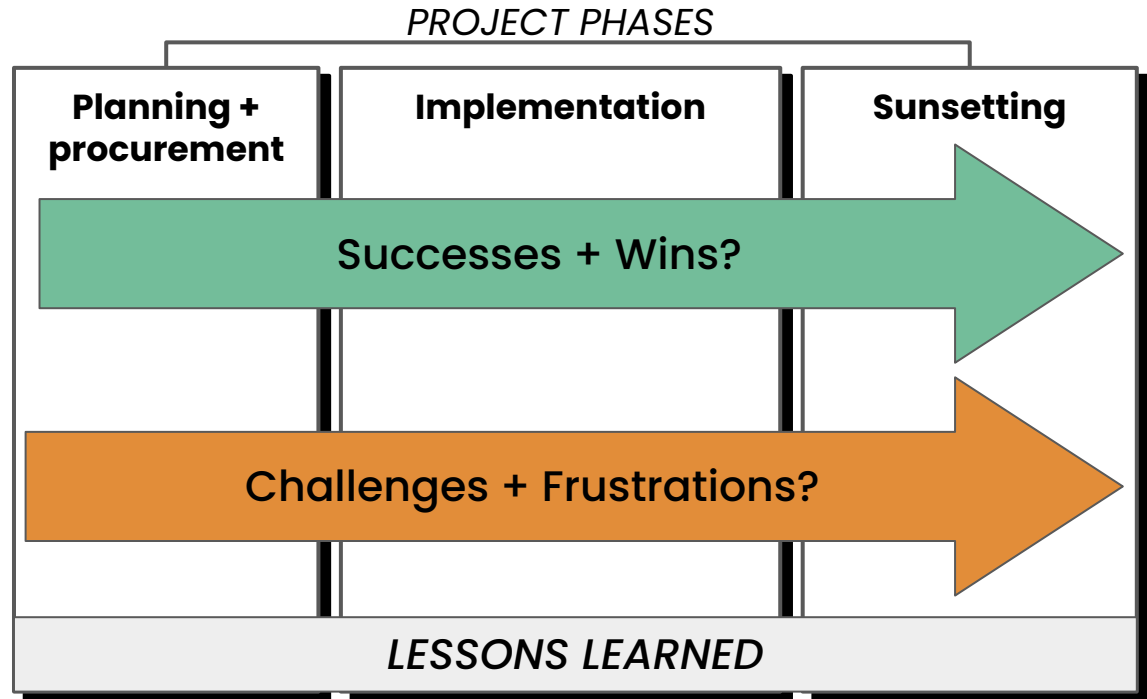 PROJECT PHASES
Planning +
procurement
Implementation
Sunsetting
Successes + Wins?
Challenges + Frustrations?
LESSONS LEARNED